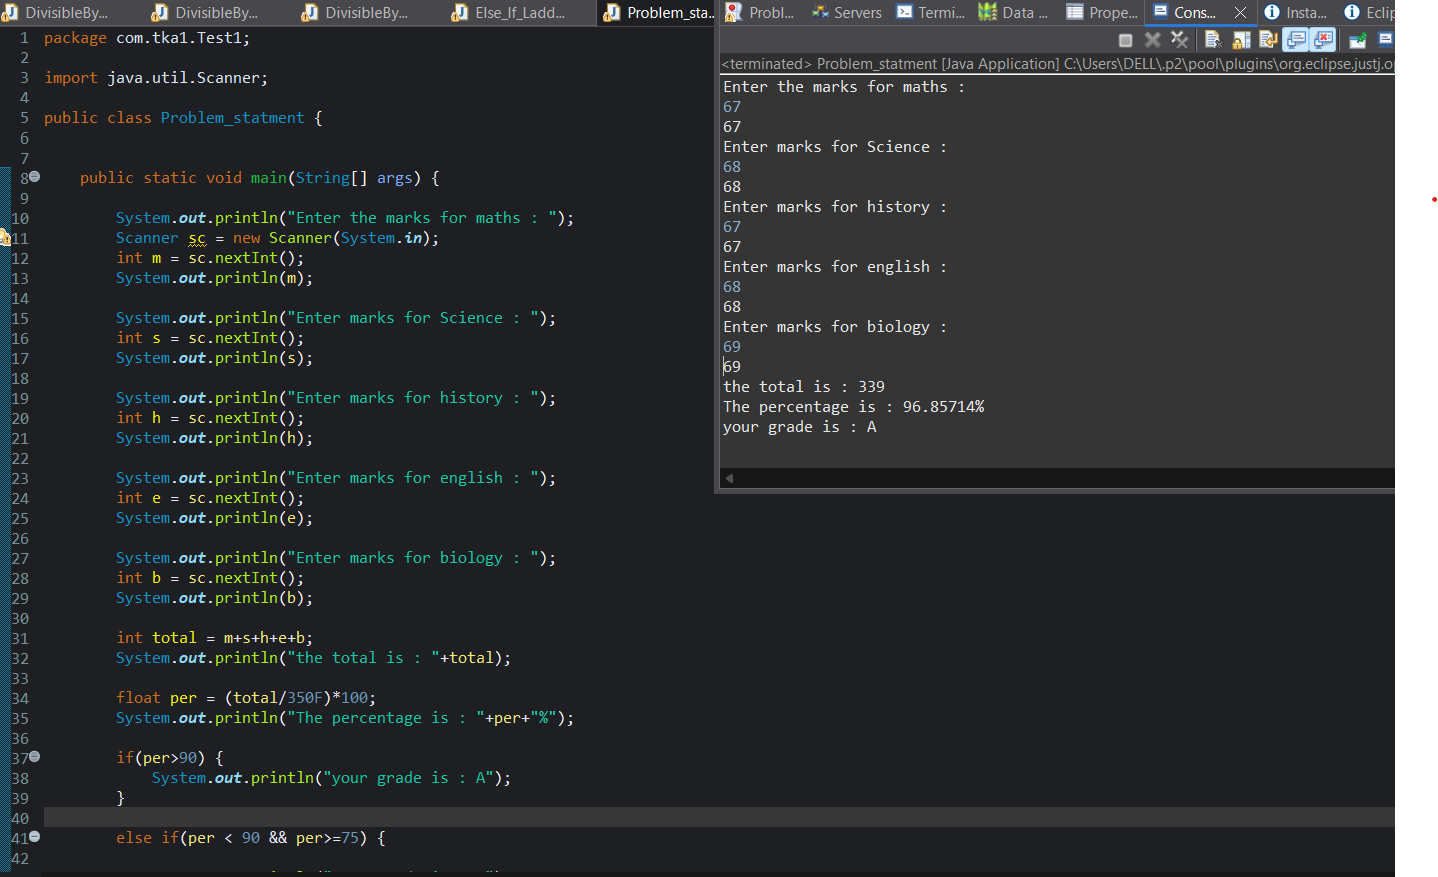 DivisibleBy...
DivisibleBy...
DivisibleBy...
Else_If_Ladd...
Problem_sta...
1 package com.tka1.Test1;
2
3 import java.util.Scanner;
4
5 public class Problem_statment {
6
7
8 public static void main(String[] args) {
9
10 System.out.println("Enter the marks for maths : ");
11 Scanner sc = new Scanner(System.in);
12 int m = sc.nextInt();
13 System.out.println(m);
14
15 System.out.println("Enter marks for Science : ");
16 int s = sc.nextInt();
17 System.out.println(s);
18
19 System.out.println("Enter marks for history : ");
20 int h = sc.nextInt();
21 System.out.println(h);
22
23 System.out.println("Enter marks for english : ");
24 int e = sc.nextInt();
25 System.out.println(e);
26
27 System.out.println("Enter marks for biology : ");
28 int b = sc.nextInt();
29 System.out.println(b);
30
31 int total = m+s+h+e+b;
32 System.out.println("the total is : "+total);
33
34 float per = (total/350F)*100;
35 System.out.println("The percentage is : "+per+"%");
36
37 if(per>90) {
38 System.out.println("your grade is : A");
39 }
40
41 else if(per < 90 && per>=75) {
42
Probl...
Servers
Termi...
Data ...
Prope...
Cons...
Insta...
Eclip
<terminated> Problem_statment [Java Application] C:\Users\DELL\.p2\pool\plugins\org.eclipse.justj.op
Enter the marks for maths :
67
67
Enter marks for Science :
68
68
Enter marks for history :
67
67
Enter marks for english :
68
68
Enter marks for biology :
69
69
the total is : 339
The percentage is : 96.85714%
your grade is : A